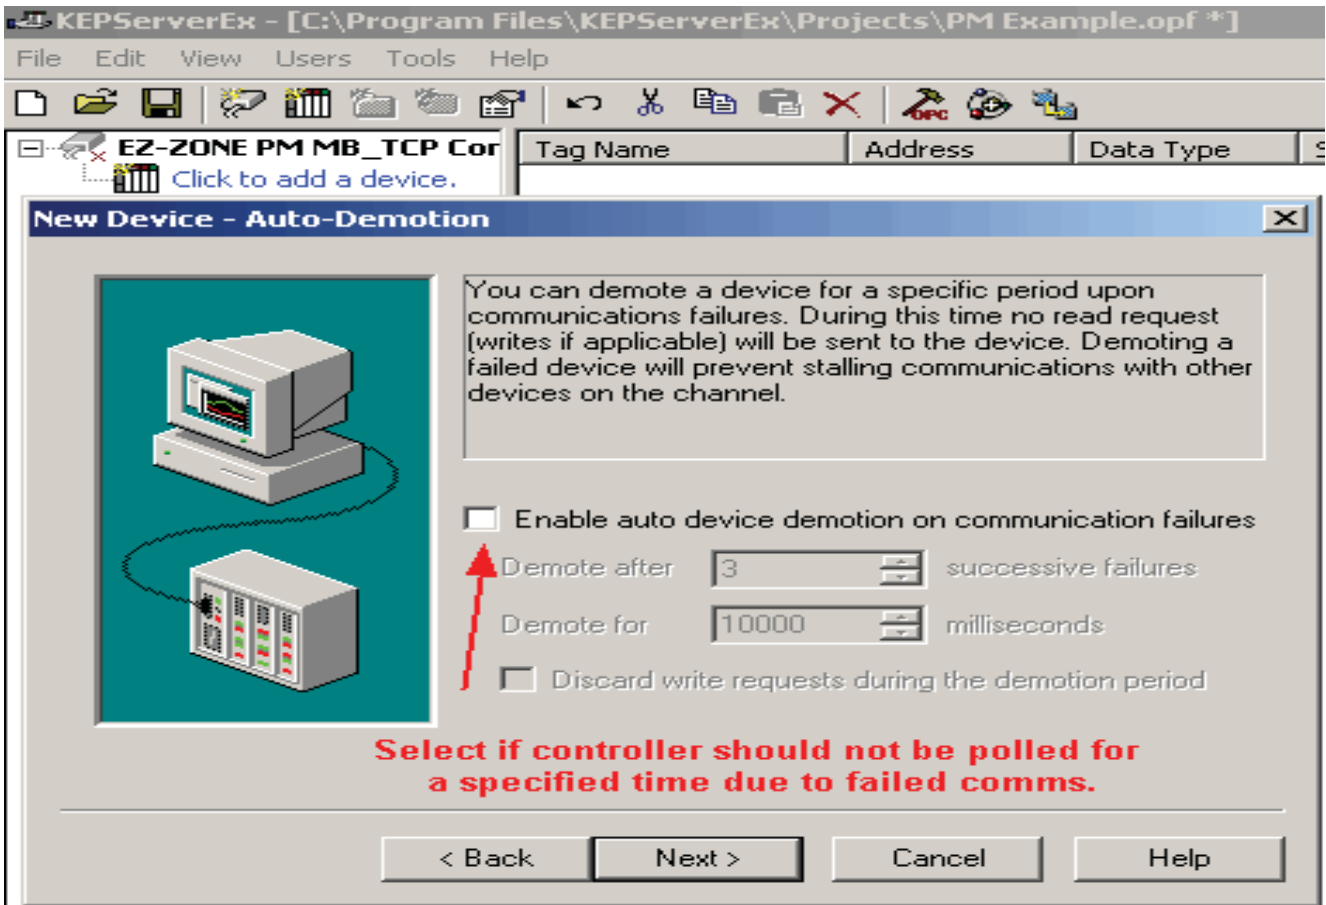 KEPServerEx - [C:\Program Files\KEPServerEx\Projects\PM Example.opf *]
File Edit View Users Tools Help
OPC
EZ-ZONE PM MB_TCP Cor
Tag Name Address Data Type S
Click to add a device.
New Device - Auto-Demotion
You can demote a device for a specific period upon
communications failures. During this time no read request
(writes if applicable) will be sent to the device. Demoting a
failed device will prevent stalling communications with other
devices on the channel.
Enable auto device demotion on communication failures
Demote after 3 successive failures
Demote for 10000 milliseconds
Discard write requests during the demotion period
Select if controller should not be polled for
a specified time due to failed comms.
< Back Next > Cancel Help